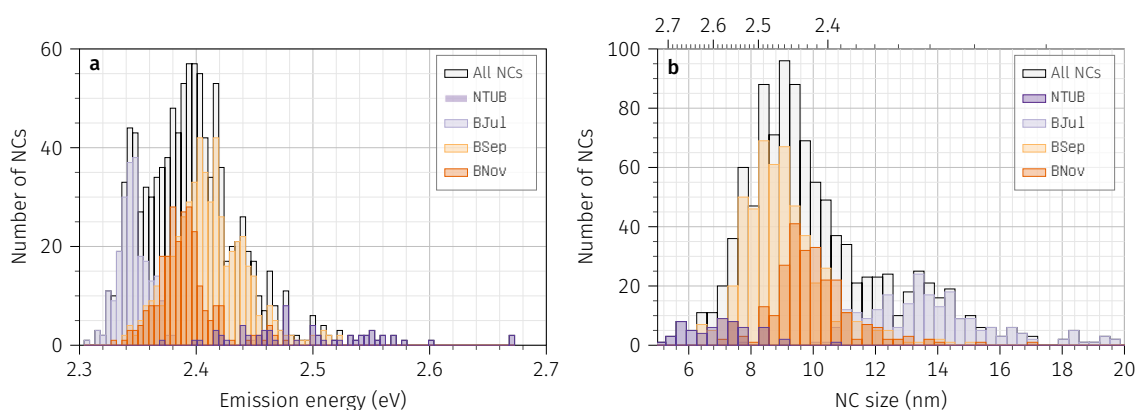 2.7 2.6 2.5 2.4
60 100
a b
All NCs All NCs
NTUB NTUB
BJul BJul
BSep BSep
BNov BNov
80
40
60
40
20
20
0 0
2.3 2.4 2.5 2.6 2.7 6 8 10 12 14 16 18 20
Number of NCs Number of NCs
Emission energy (eV) NC size (nm)